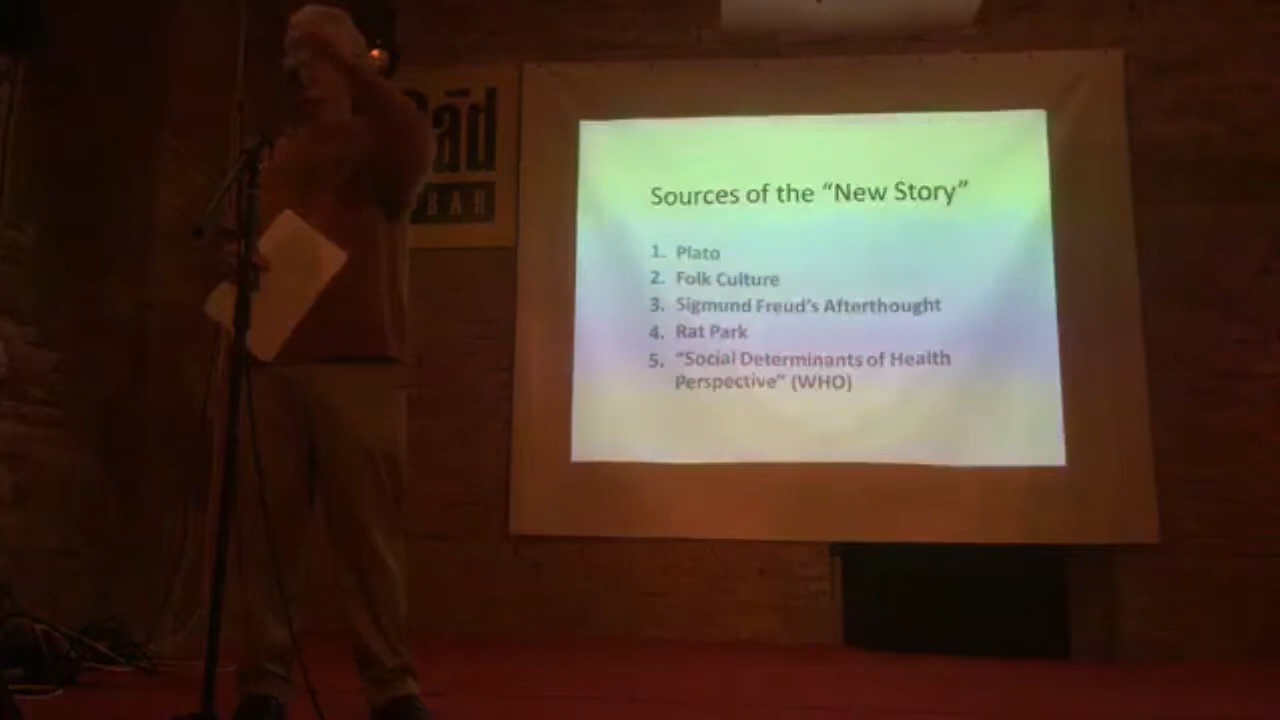 Sources of the “New Story”
1. Plato
2. Folk Culture
3. Sigmund Freud’s Afterthought
4. Rat Park
5. “Social Determinants of Health
Perspective” (WHO)
BAR